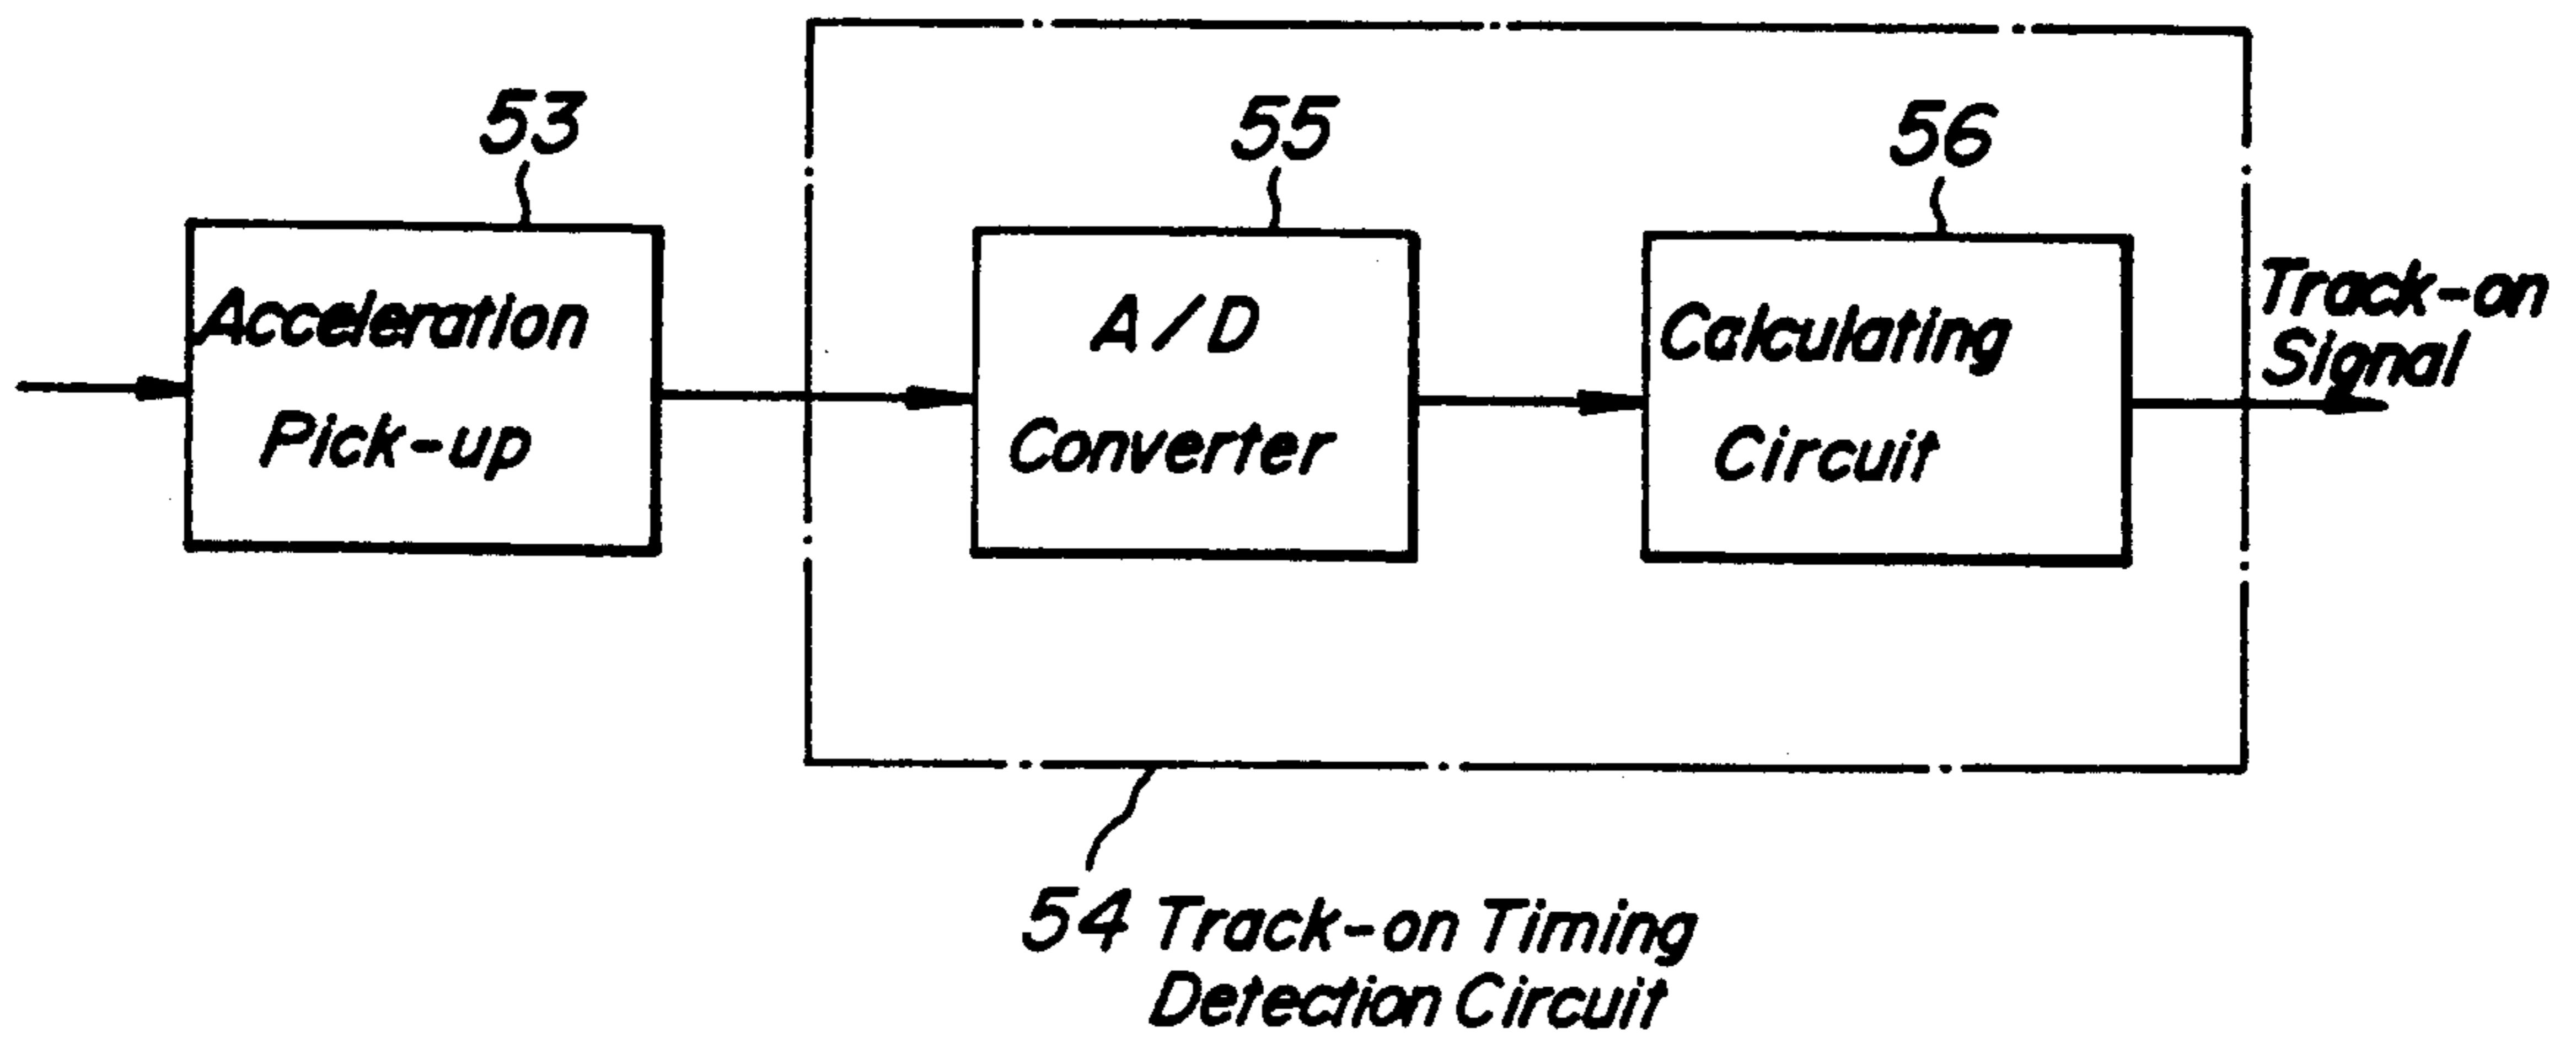 53
55
56
Acceleration
Pick-up
A/D
Converter
Calculating
Circuit
Track-on
Signal
54 Track-on Timing
Detection Circuit